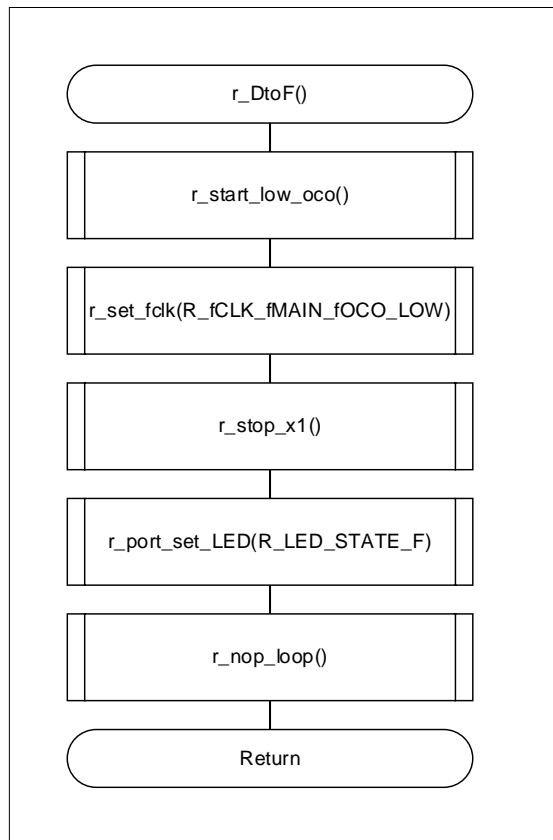 r_DtoF()
r_start_low_oco()
r_set_fclk(R_fCLK_fMAIN_fOCO_LOW)
r_stop_x1()
r_port_set_LED(R_LED_STATE_F)
r_nop_loop()
Return